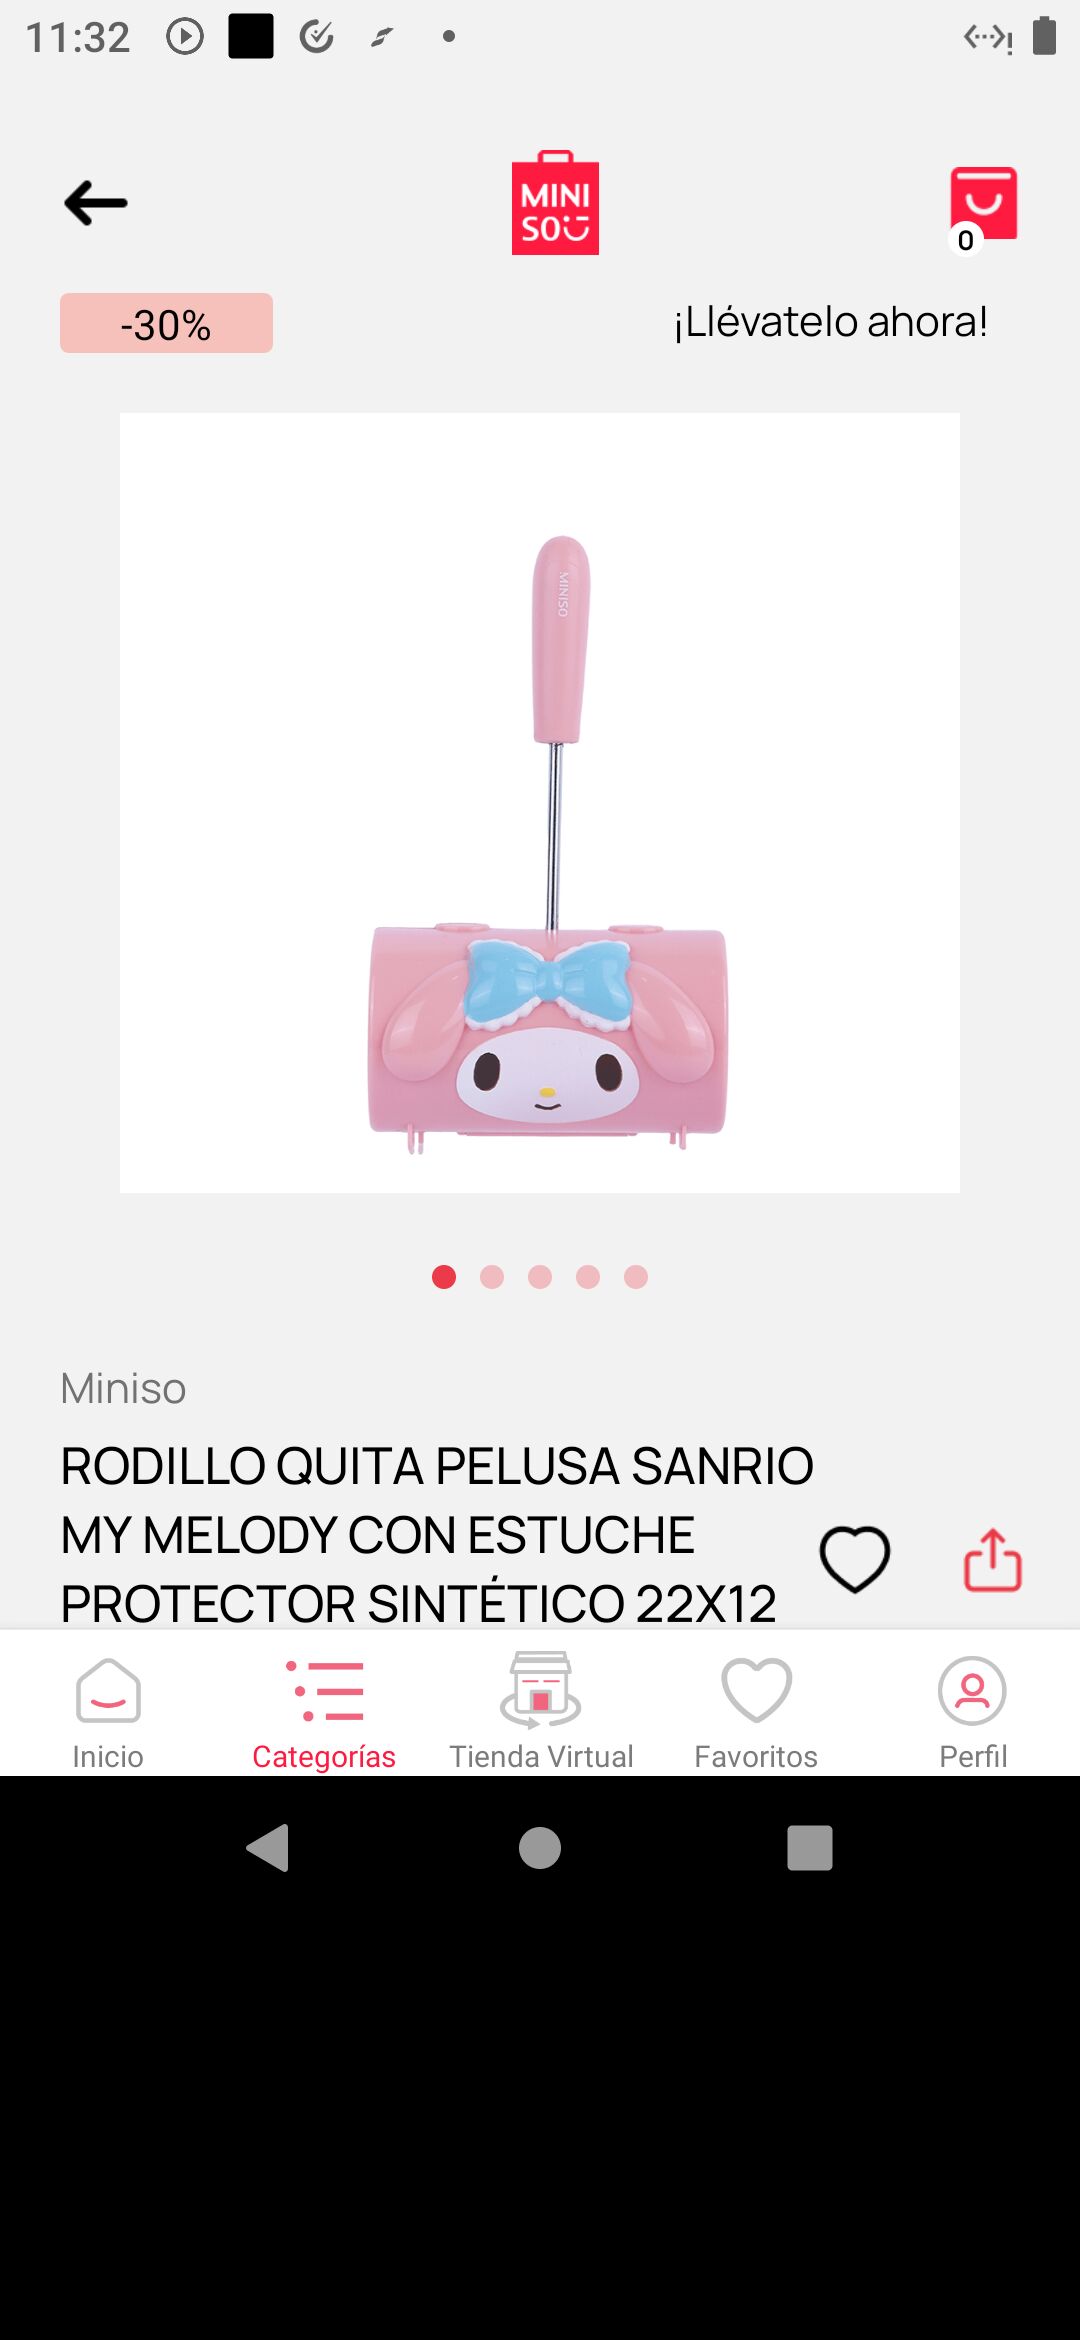 11:32
MINI
SO
0
-30%
¡Llévatelo ahora!
MINISO
Miniso
RODILLO QUITA PELUSA SANRIO
MY MELODY CON ESTUCHE
PROTECTOR SINTÉTICO 22X12
Inicio
Categorías
Tienda Virtual
Favoritos
Perfil